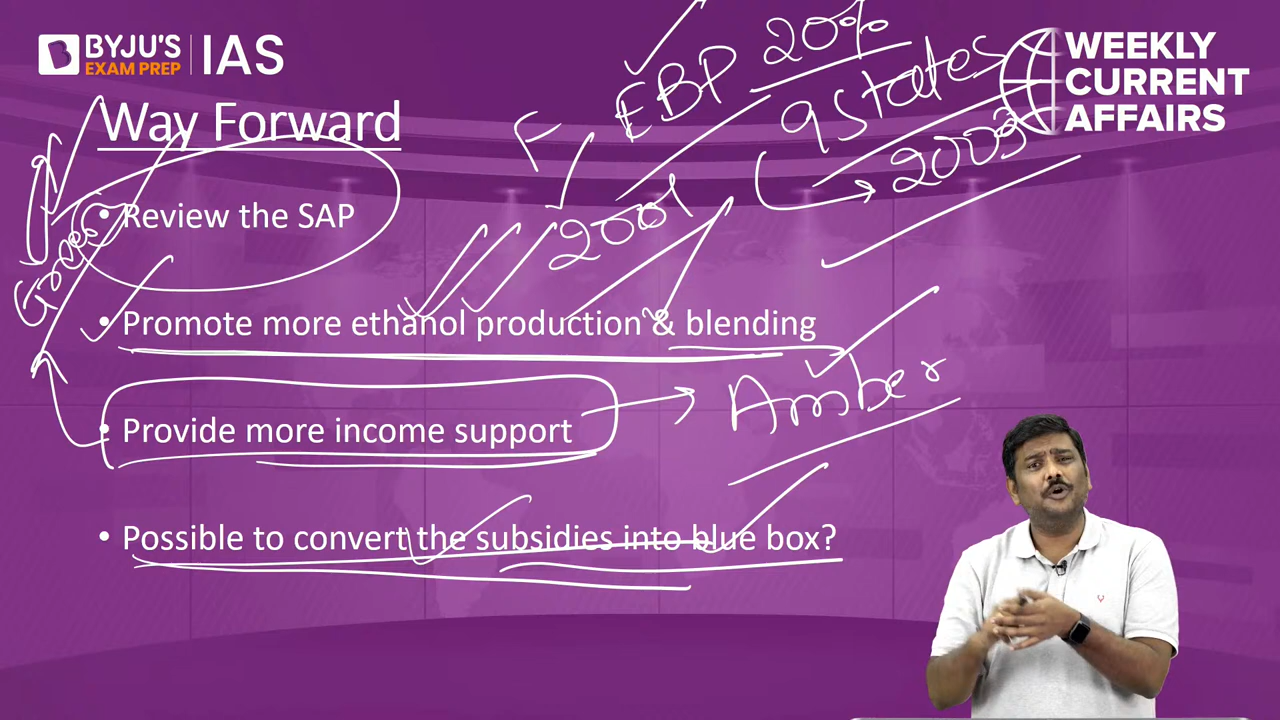 BYJU'S
EXAM PREP
IAS
WEEKLY
CURRENT
AFFAIRS
Way Forward
• Review the SAP
• Promote more ethanol production & blending
• Provide more income support
• Possible to convert the subsidies into blue box?
EBP 20%
9 States
2003
F
2001
Amber
Green